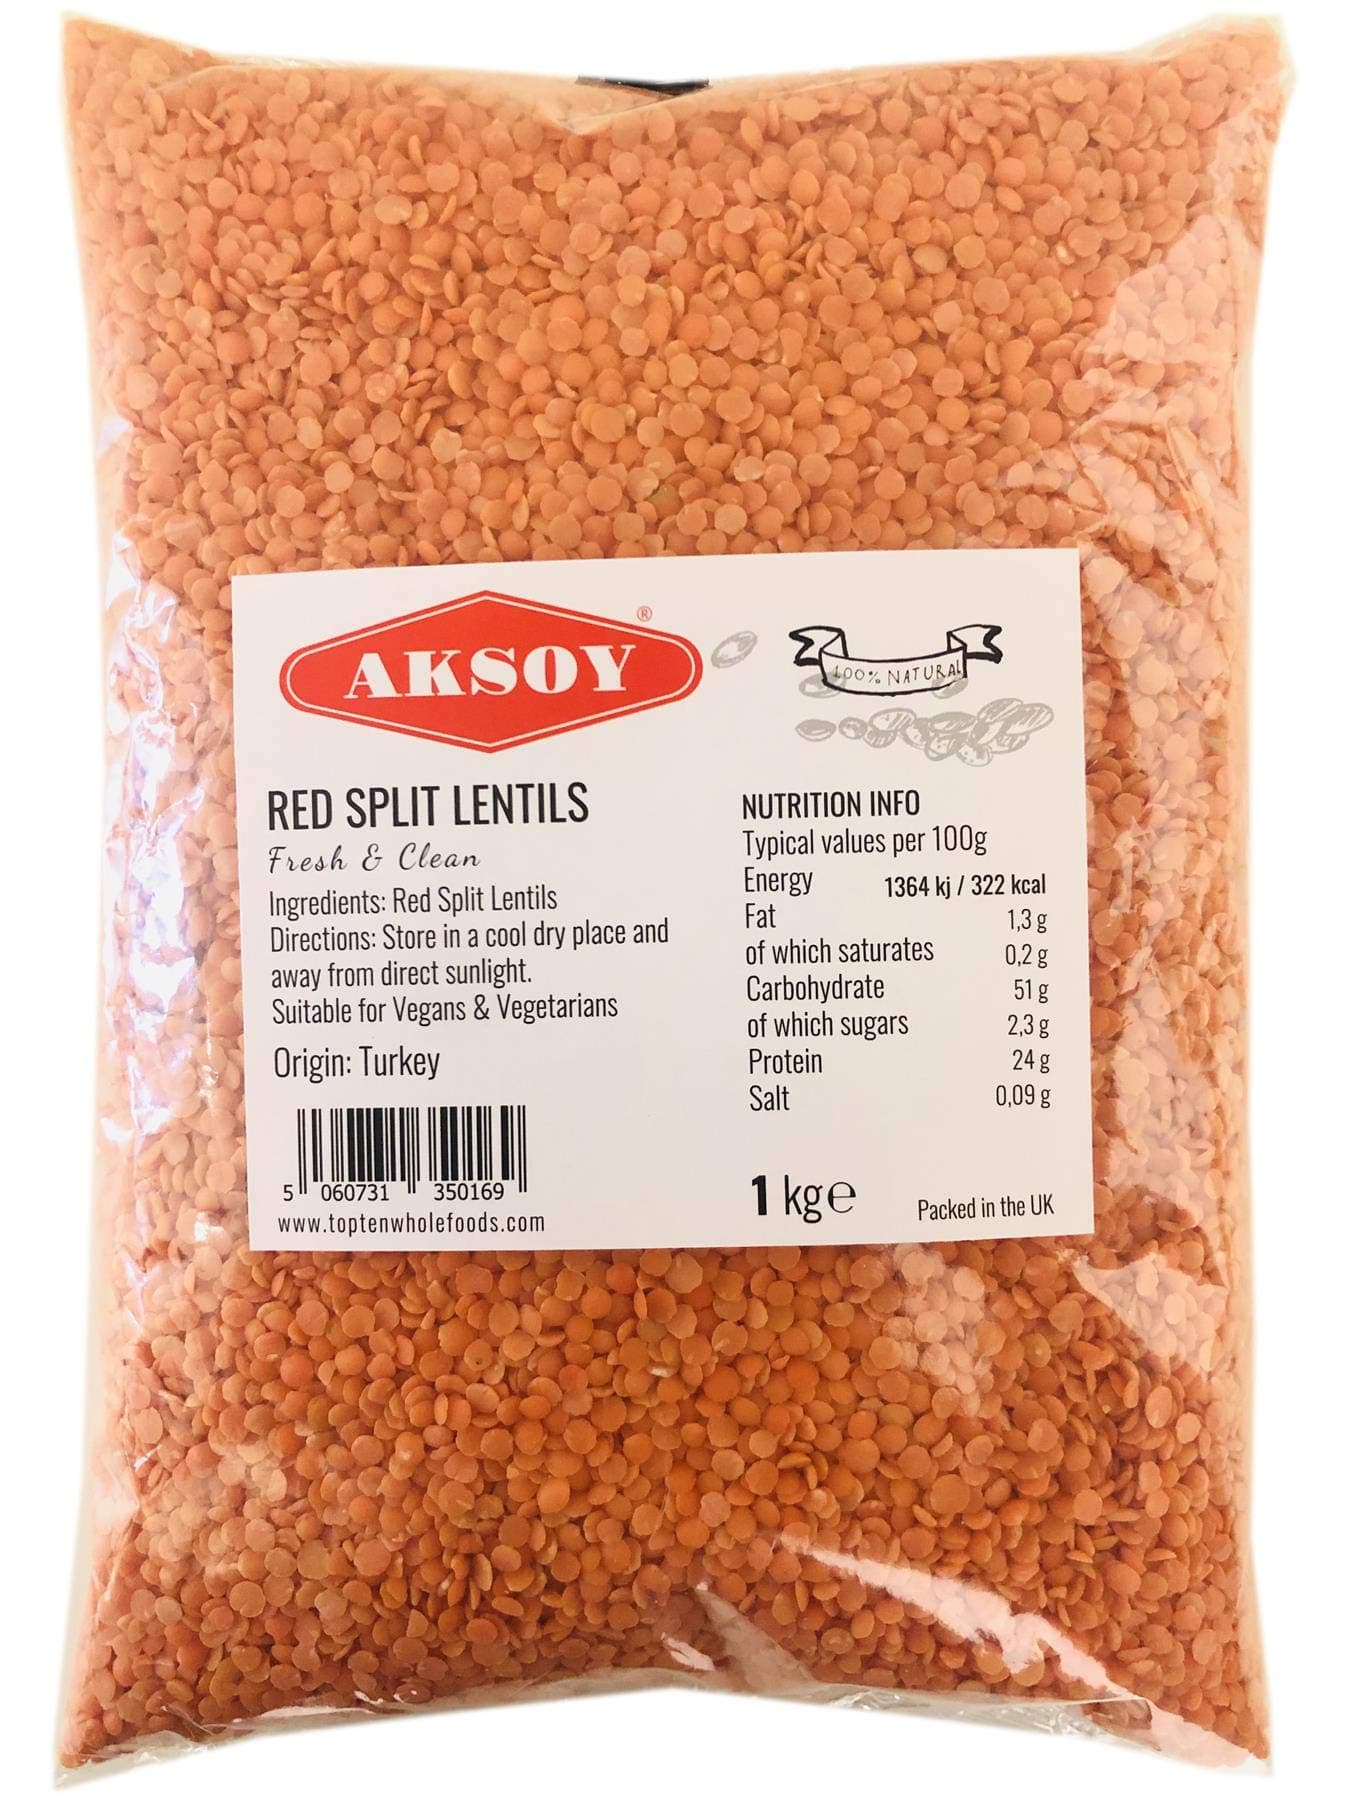 AKSOY ®
100% NATURAL
RED SPLIT LENTILS
Fresh & Clean
Ingredients: Red Split Lentils
Directions: Store in a cool dry place and
away from direct sunlight.
Suitable for Vegans & Vegetarians
Origin: Turkey
5 060731 350169
www.toptenwholefoods.com
NUTRITION INFO
Typical values per 100g
Energy 1364 kj / 322 kcal
Fat 1,3 g
of which saturates 0,2 g
Carbohydrate 51 g
of which sugars 2,3 g
Protein 24 g
Salt 0,09 g
1 kg℮
Packed in the UK